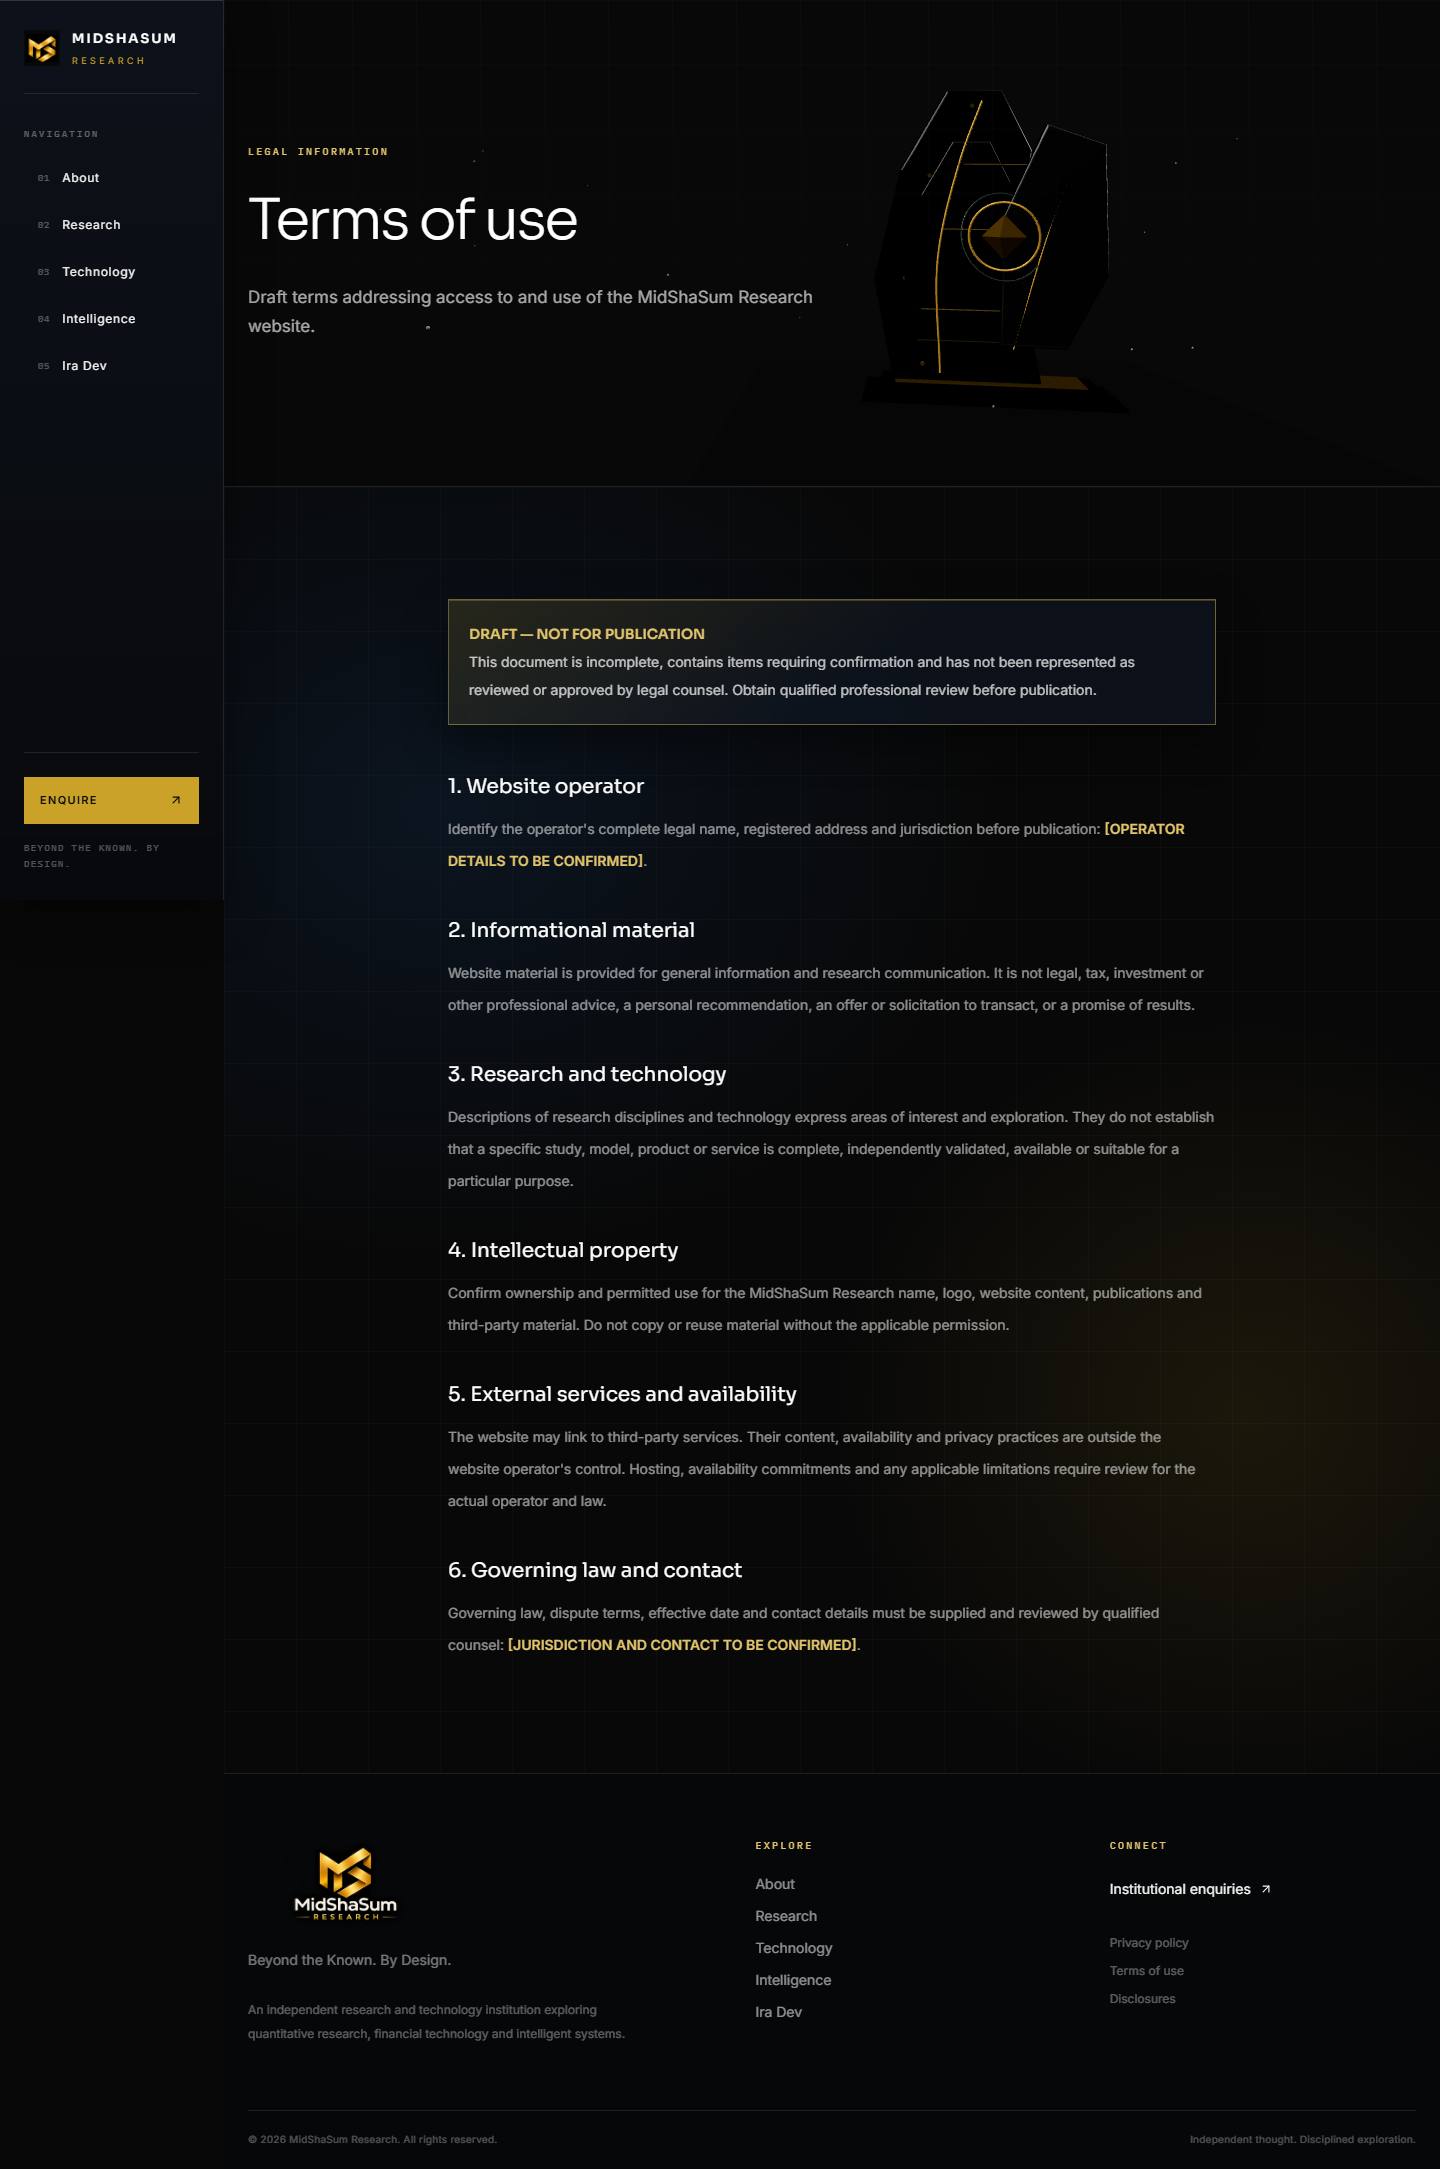 MIDSHASUM
RESEARCH
NAVIGATION
01 About
02 Research
03 Technology
04 Intelligence
05 Ira Dev
ENQUIRE
BEYOND THE KNOWN. BY
DESIGN.
LEGAL INFORMATION
Terms of use
Draft terms addressing access to and use of the MidShaSum Research
website.
DRAFT — NOT FOR PUBLICATION
This document is incomplete, contains items requiring confirmation and has not been represented as
reviewed or approved by legal counsel. Obtain qualified professional review before publication.
1. Website operator
Identify the operator's complete legal name, registered address and jurisdiction before publication: [OPERATOR
DETAILS TO BE CONFIRMED].
2. Informational material
Website material is provided for general information and research communication. It is not legal, tax, investment or
other professional advice, a personal recommendation, an offer or solicitation to transact, or a promise of results.
3. Research and technology
Descriptions of research disciplines and technology express areas of interest and exploration. They do not establish
that a specific study, model, product or service is complete, independently validated, available or suitable for a
particular purpose.
4. Intellectual property
Confirm ownership and permitted use for the MidShaSum Research name, logo, website content, publications and
third-party material. Do not copy or reuse material without the applicable permission.
5. External services and availability
The website may link to third-party services. Their content, availability and privacy practices are outside the
website operator's control. Hosting, availability commitments and any applicable limitations require review for the
actual operator and law.
6. Governing law and contact
Governing law, dispute terms, effective date and contact details must be supplied and reviewed by qualified
counsel: [JURISDICTION AND CONTACT TO BE CONFIRMED].
MidShaSum
RESEARCH
Beyond the Known. By Design.
An independent research and technology institution exploring
quantitative research, financial technology and intelligent systems.
EXPLORE
About
Research
Technology
Intelligence
Ira Dev
CONNECT
Institutional enquiries
Privacy policy
Terms of use
Disclosures
© 2026 MidShaSum Research. All rights reserved.
Independent thought. Disciplined exploration.